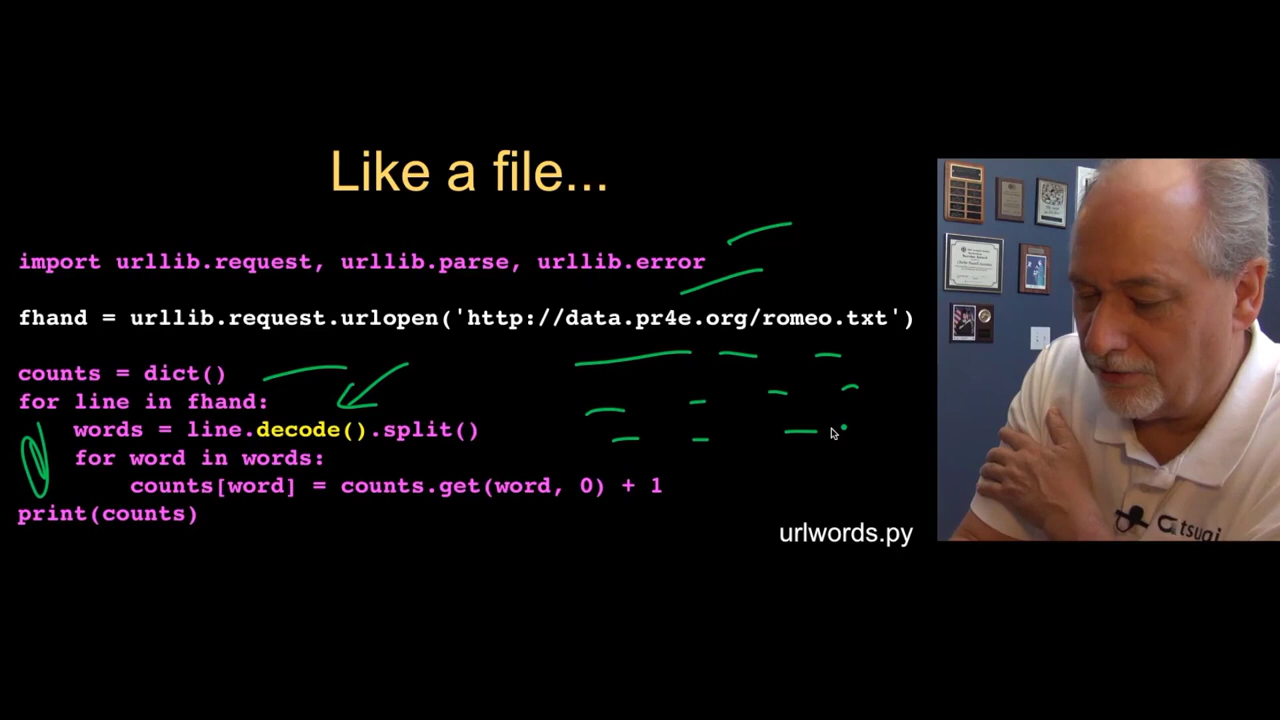 Like a file...
import urllib.request, urllib.parse, urllib.error
fhand = urllib.request.urlopen('http://data.pr4e.org/romeo.txt')
counts = dict()
for line in fhand:
    words = line.decode().split()
    for word in words:
        counts[word] = counts.get(word, 0) + 1
print(counts)
urlwords.py
tsugi